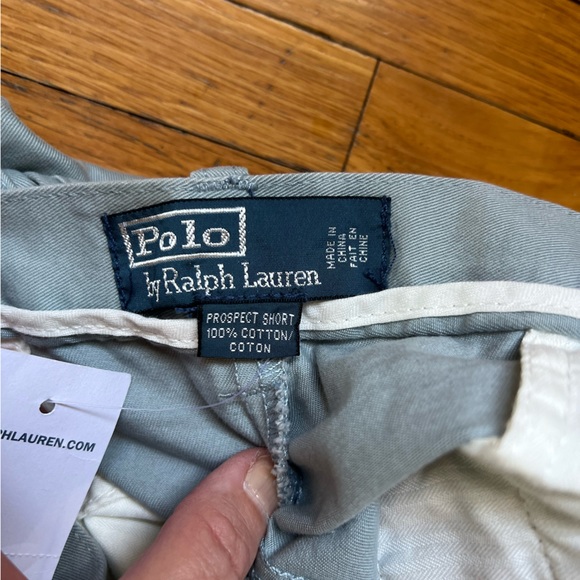 Polo
by Ralph Lauren
MADE IN
CHINA
FAIT EN
CHINE
PROSPECT SHORT
100% COTTON/
COTON
PHLAUREN.COM